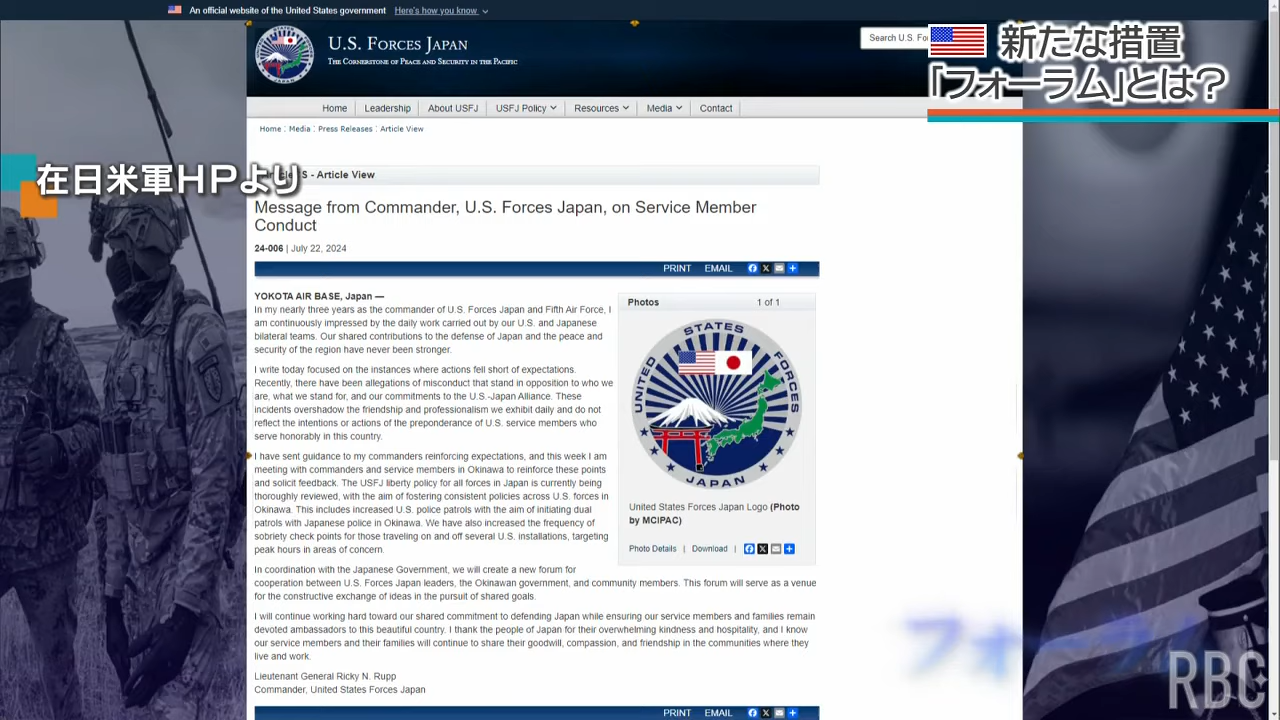 An official website of the United States government Here's how you know
U.S. FORCES JAPAN
THE CORNERSTONE OF PEACE AND SECURITY IN THE PACIFIC
Search U.S. Fo
新たな措置
「フォーラム」とは？
Home Leadership About USFJ USFJ Policy Resources Media Contact
Home : Media : Press Releases : Article View
在日米軍HPより
S - Article View
Message from Commander, U.S. Forces Japan, on Service Member
Conduct
24-006 | July 22, 2024
PRINT EMAIL
YOKOTA AIR BASE, Japan —
In my nearly three years as the commander of U.S. Forces Japan and Fifth Air Force, I
am continuously impressed by the daily work carried out by our U.S. and Japanese
bilateral teams. Our shared contributions to the defense of Japan and the peace and
security of the region have never been stronger.
I write today focused on the instances where actions fell short of expectations.
Recently, there have been allegations of misconduct that stand in opposition to who we
are, what we stand for, and our commitments to the U.S.-Japan Alliance. These
incidents overshadow the friendship and professionalism we exhibit daily and do not
reflect the intentions or actions of the preponderance of U.S. service members who
serve honorably in this country.
I have sent guidance to my commanders reinforcing expectations, and this week I am
meeting with commanders and service members in Okinawa to reinforce these points
and solicit feedback. The USFJ liberty policy for all forces in Japan is currently being
thoroughly reviewed, with the aim of fostering consistent policies across U.S. forces in
Okinawa. This includes increased U.S. police patrols with the aim of initiating dual
patrols with Japanese police in Okinawa. We have also increased the frequency of
sobriety check points for those traveling on and off several U.S. installations, targeting
peak hours in areas of concern.
In coordination with the Japanese Government, we will create a new forum for
cooperation between U.S. Forces Japan leaders, the Okinawan government, and community members. This forum will serve as a venue
for the constructive exchange of ideas in the pursuit of shared goals.
I will continue working hard toward our shared commitment to defending Japan while ensuring our service members and families remain
devoted ambassadors to this beautiful country. I thank the people of Japan for their overwhelming kindness and hospitality, and I know
our service members and their families will continue to share their goodwill, compassion, and friendship in the communities where they
live and work.
Lieutenant General Ricky N. Rupp
Commander, United States Forces Japan
Photos 1 of 1
UNITED STATES FORCES
JAPAN
United States Forces Japan Logo (Photo
by MCIPAC)
Photo Details | Download |
PRINT EMAIL
RBC